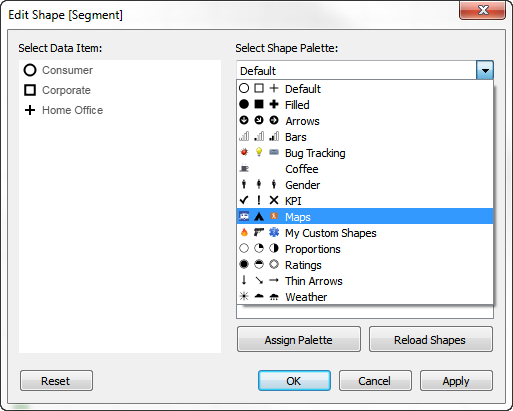 Edit Shape [Segment]
Select Data Item:
Consumer
Corporate
Home Office
Select Shape Palette:
Default
Default
Filled
Arrows
Bars
Bug Tracking
Coffee
Gender
KPI
Maps
My Custom Shapes
Proportions
Ratings
Thin Arrows
Weather
Assign Palette
Reload Shapes
Reset
OK
Cancel
Apply